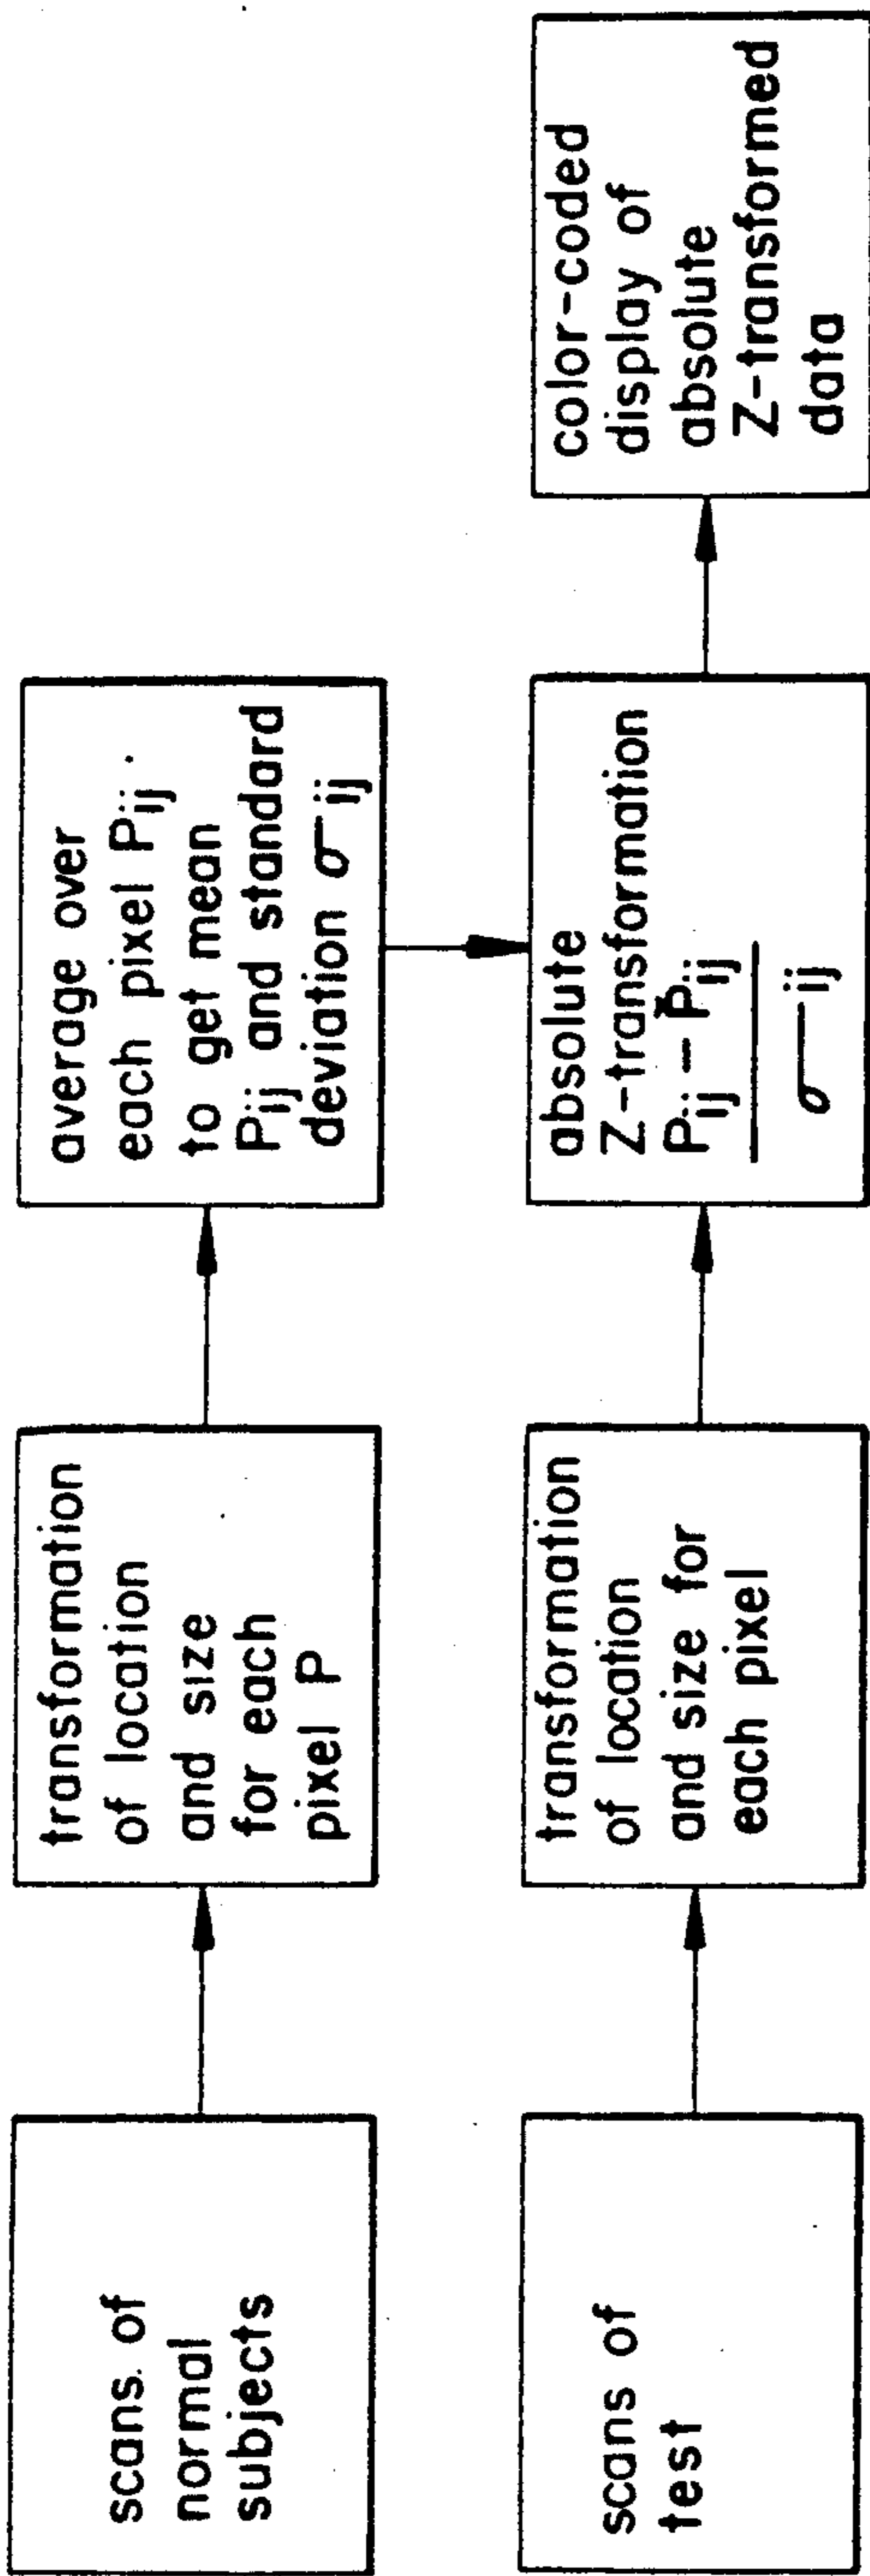 scans of
normal
subjects
transformation
of location
and size
for each
pixel P
average over
each pixel Pij
to get mean
Pij and standard
deviation σij
scans of
test
transformation
of location
and size for
each pixel
absolute
Z-transformation
Pij − P̄ij
σij
color-coded
display of
absolute
Z-transformed
data